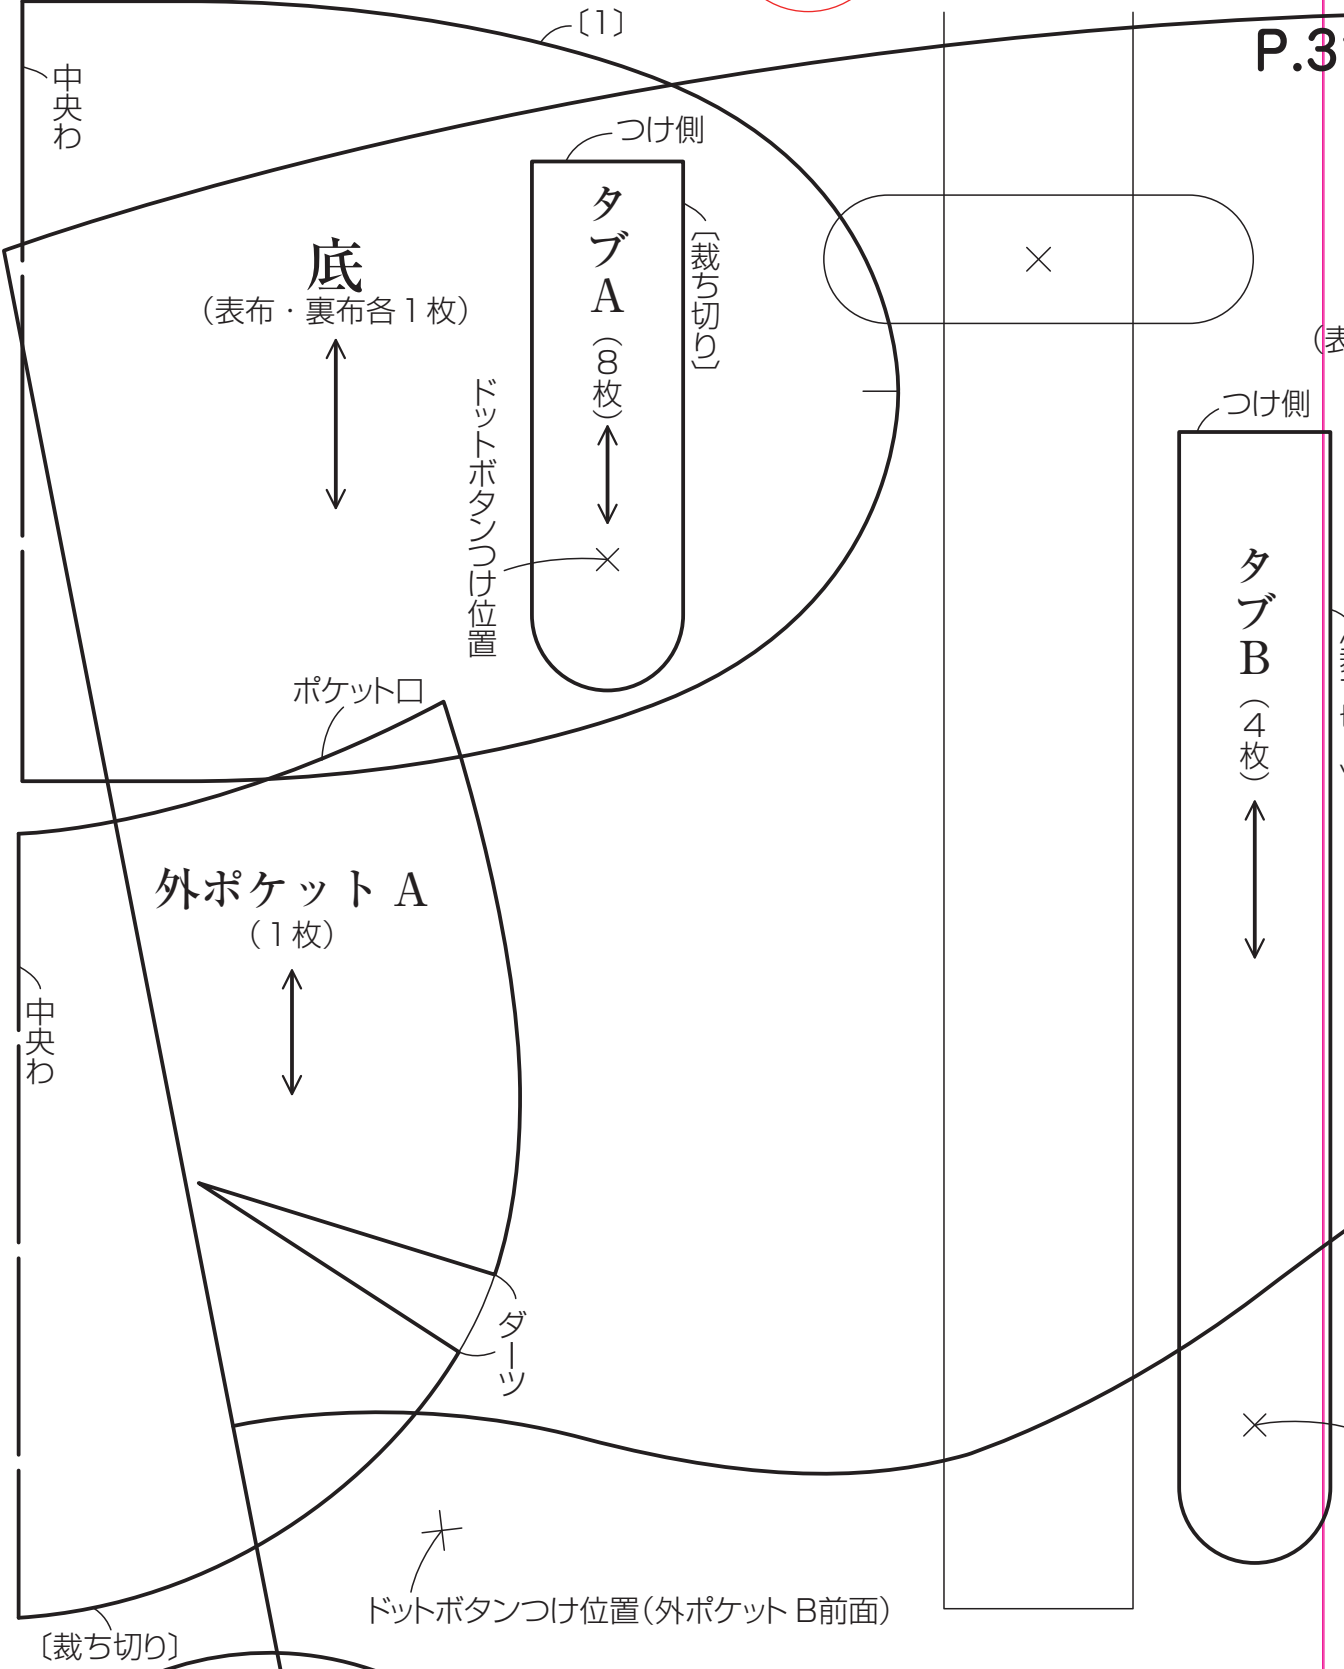 〔1〕
P.3
中央わ
つけ側
タブA（8枚）
〔裁ち切り〕
底
（表布・裏布各1枚）
ドットボタンつけ位置
（表
つけ側
タブB（4枚）
ポケット口
外ポケット A
（1枚）
中央わ
ダーツ
ドットボタンつけ位置（外ポケット B前面）
〔裁ち切り〕